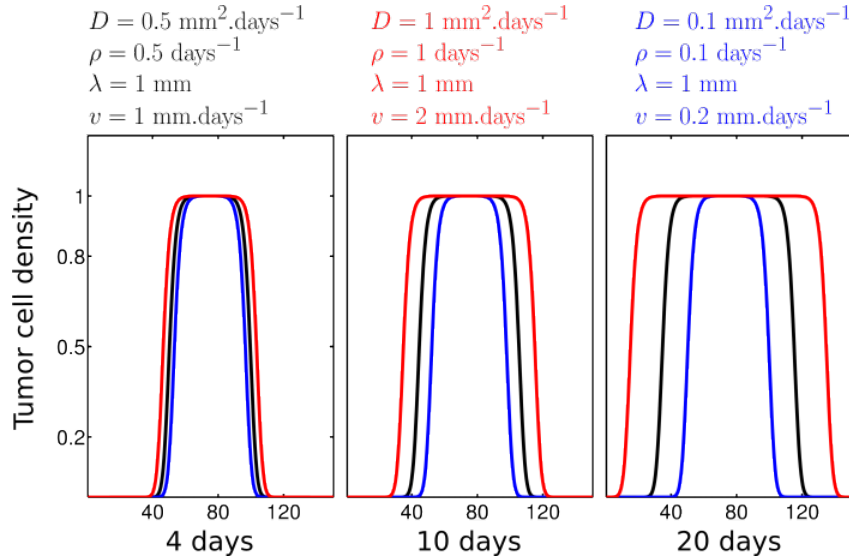 D = 0.5 mm².days⁻¹
ρ = 0.5 days⁻¹
λ = 1 mm
v = 1 mm.days⁻¹
D = 1 mm².days⁻¹
ρ = 1 days⁻¹
λ = 1 mm
v = 2 mm.days⁻¹
D = 0.1 mm².days⁻¹
ρ = 0.1 days⁻¹
λ = 1 mm
v = 0.2 mm.days⁻¹
Tumor cell density
1
0.8
0.5
0.2
40 80 120
4 days
40 80 120
10 days
40 80 120
20 days